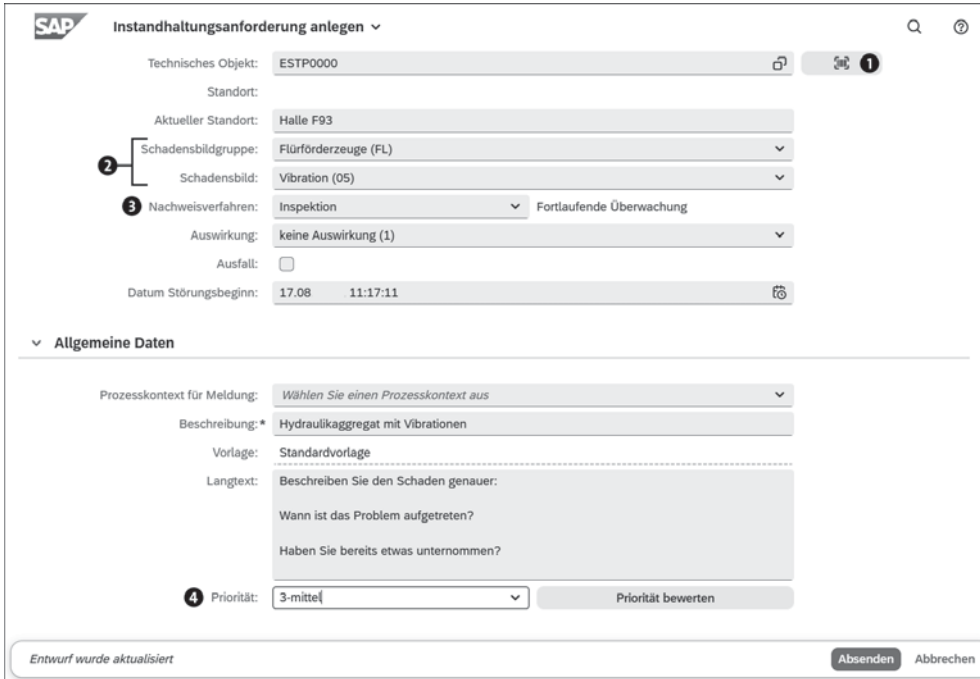 SAP Instandhaltungsanforderung anlegen
Technisches Objekt: ESTP0000 1
Standort:
Aktueller Standort: Halle F93
2 Schadensbildgruppe: Flürförderzeuge (FL)
Schadensbild: Vibration (05)
3 Nachweisverfahren: Inspektion Fortlaufende Überwachung
Auswirkung: keine Auswirkung (1)
Ausfall:
Datum Störungsbeginn: 17.08 11:17:11
Allgemeine Daten
Prozesskontext für Meldung: Wählen Sie einen Prozesskontext aus
Beschreibung:* Hydraulikaggregat mit Vibrationen
Vorlage: Standardvorlage
Langtext: Beschreiben Sie den Schaden genauer:
Wann ist das Problem aufgetreten?
Haben Sie bereits etwas unternommen?
4 Priorität: 3-mittel Priorität bewerten
Entwurf wurde aktualisiert Absenden Abbrechen